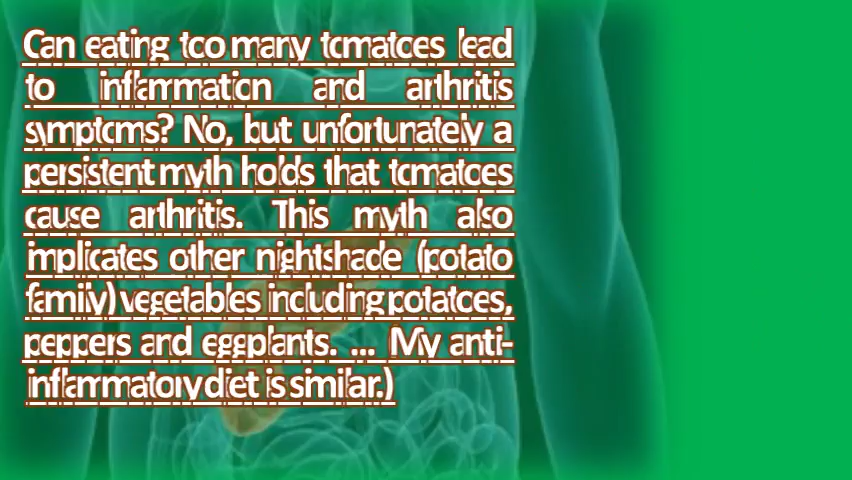 Can eating too many tomatoes lead
to inflammation and arthritis
symptoms? No, but unfortunately a
persistent myth holds that tomatoes
cause arthritis. This myth also
implicates other nightshade (potato
family) vegetables including potatoes,
peppers and eggplants. ... My anti-
inflammatory diet is similar.)